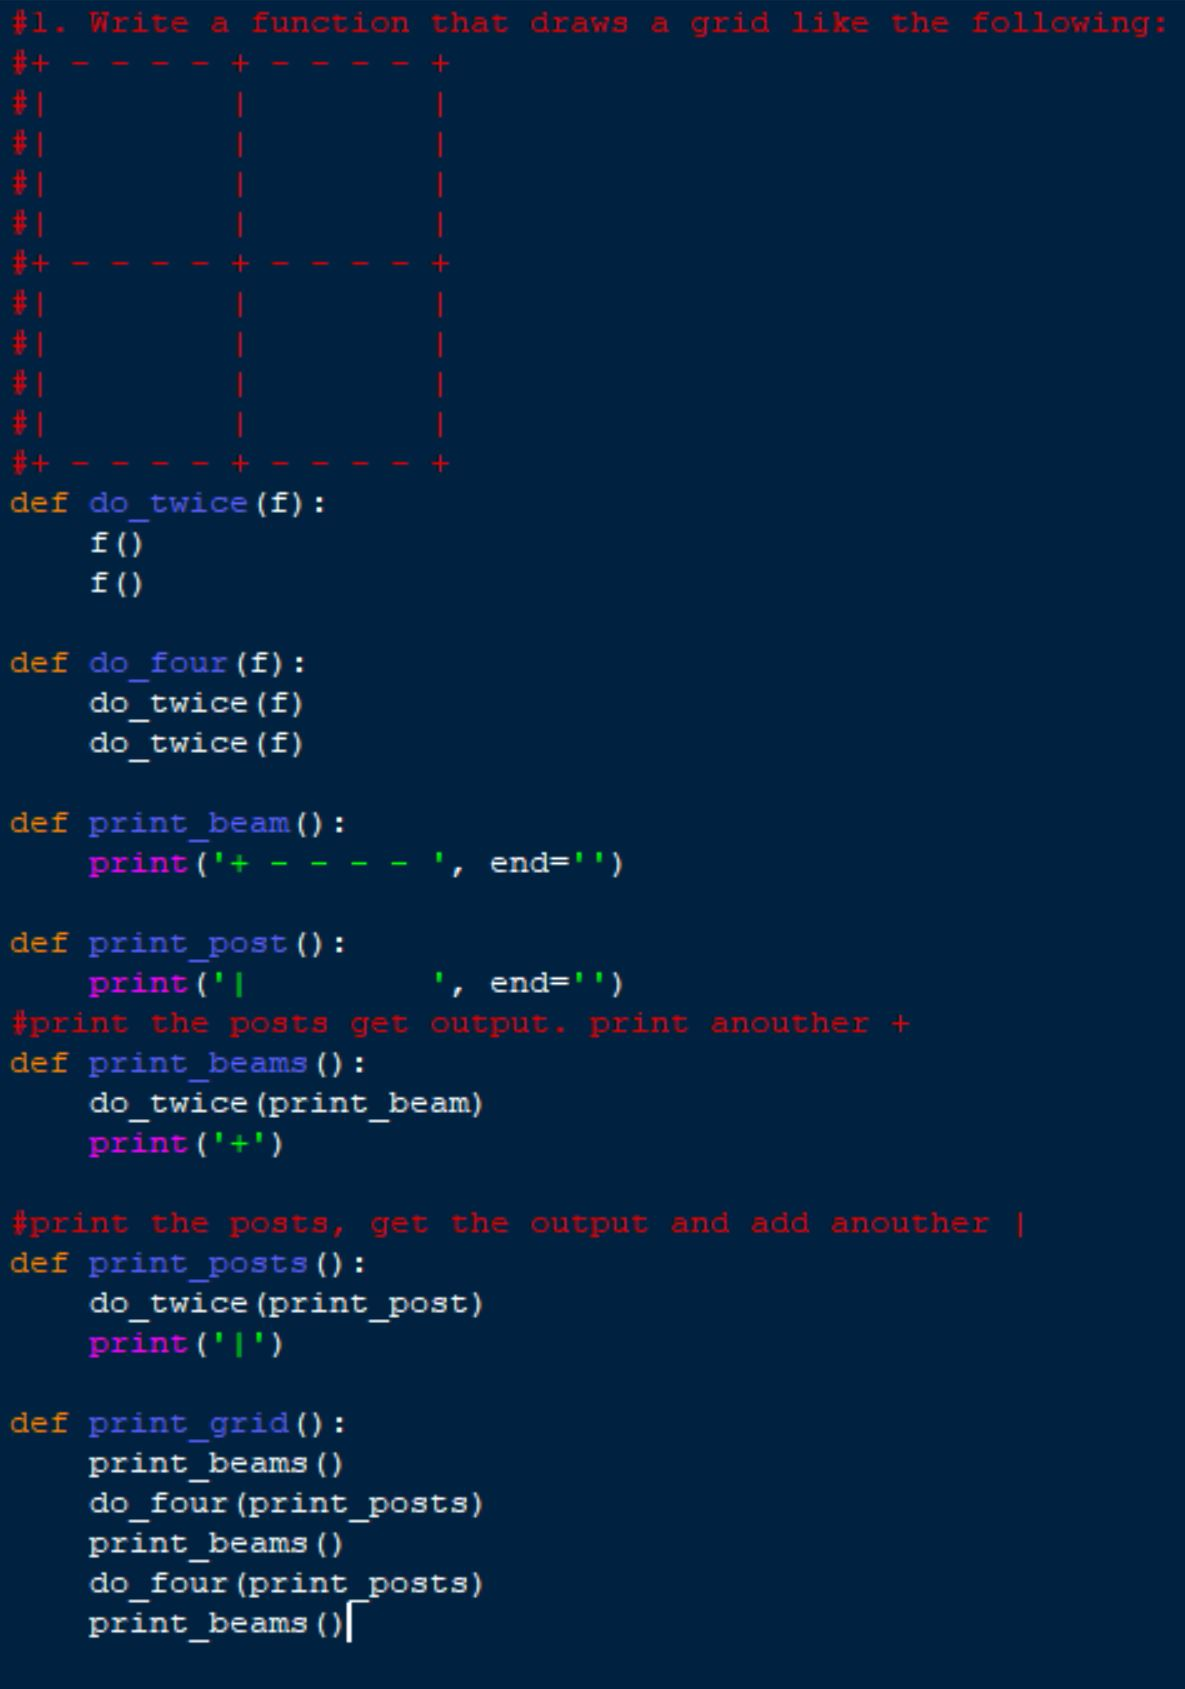 #1. Write a function that draws a grid like the following:
#+ - - - - + - - - - +
#|         |         |
#|         |         |
#|         |         |
#|         |         |
#+ - - - - + - - - - +
#|         |         |
#|         |         |
#|         |         |
#|         |         |
#+ - - - - + - - - - +
def do_twice(f):
    f()
    f()

def do_four(f):
    do_twice(f)
    do_twice(f)

def print_beam():
    print('+ - - - - ', end='')

def print_post():
    print('|         ', end='')
#print the posts get output. print anouther +
def print_beams():
    do_twice(print_beam)
    print('+')

#print the posts, get the output and add anouther |
def print_posts():
    do_twice(print_post)
    print('|')

def print_grid():
    print_beams()
    do_four(print_posts)
    print_beams()
    do_four(print_posts)
    print_beams()